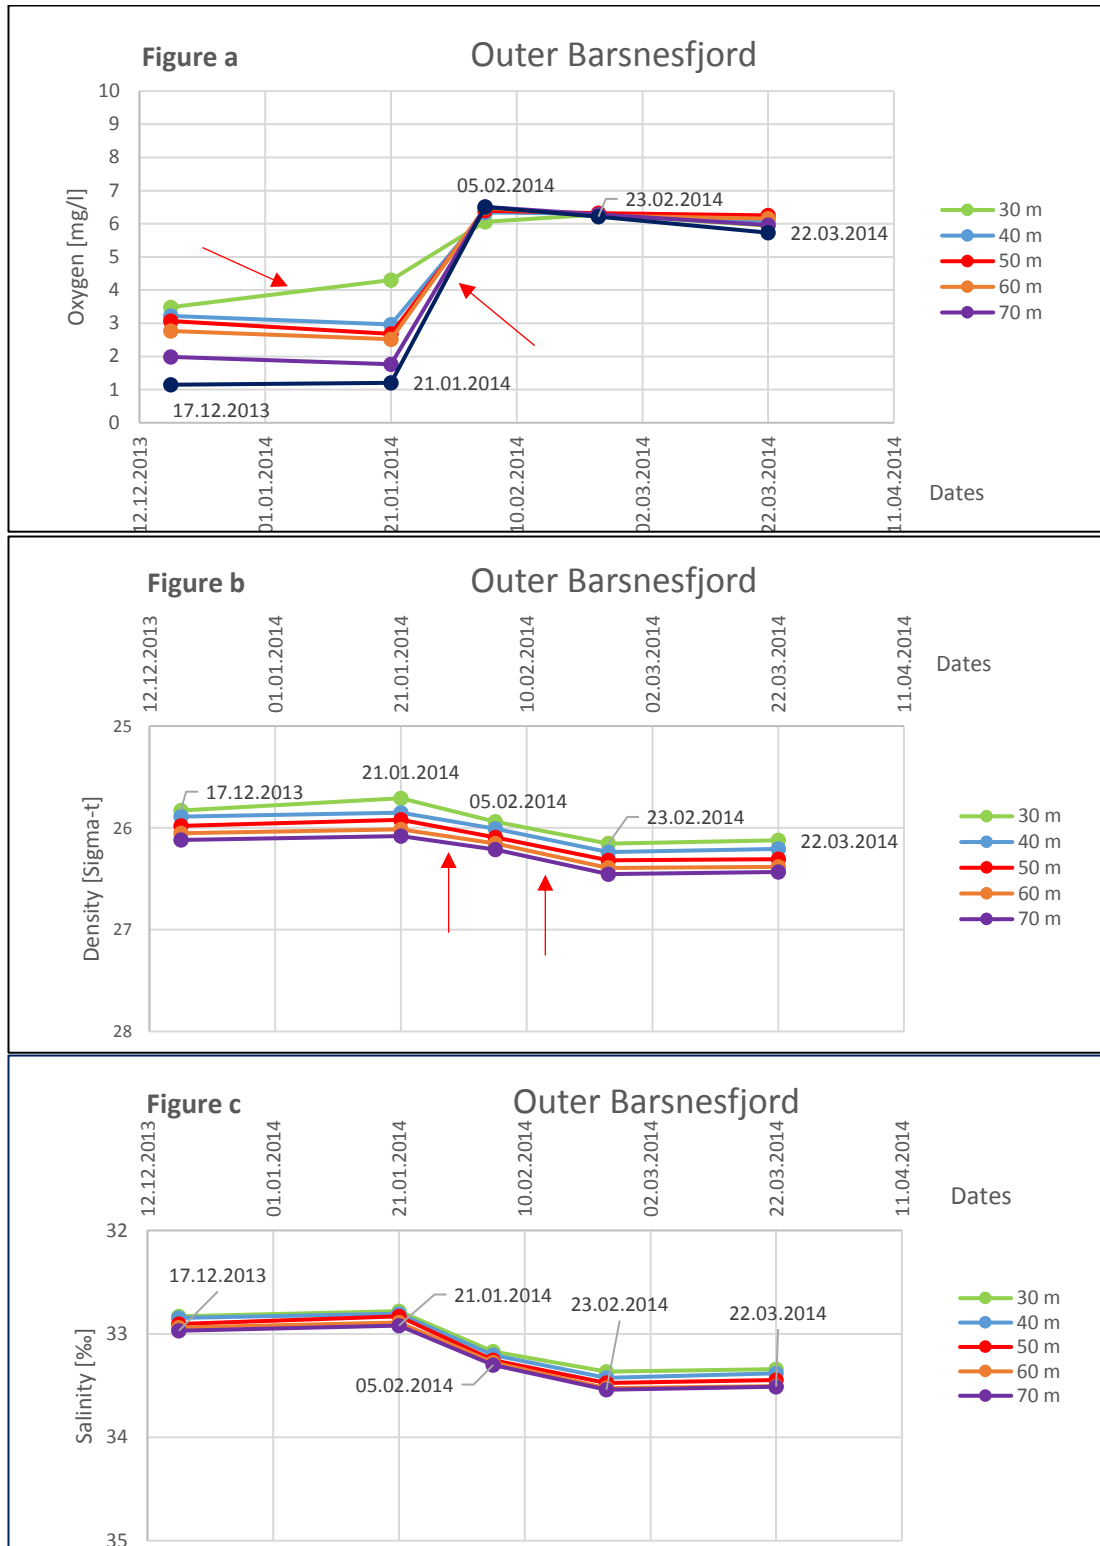 Figure a
Outer Barsnesfjord
10
9
8
7
6
5
4
3
2
1
0
Oxygen [mg/l]
05.02.2014
23.02.2014
22.03.2014
21.01.2014
17.12.2013
30 m
40 m
50 m
60 m
70 m
12.12.2013
01.01.2014
21.01.2014
10.02.2014
02.03.2014
22.03.2014
11.04.2014
Dates
Figure b
Outer Barsnesfjord
12.12.2013
01.01.2014
21.01.2014
10.02.2014
02.03.2014
22.03.2014
11.04.2014
Dates
25
26
27
28
Density [Sigma-t]
17.12.2013
21.01.2014
05.02.2014
23.02.2014
22.03.2014
30 m
40 m
50 m
60 m
70 m
Figure c
Outer Barsnesfjord
12.12.2013
01.01.2014
21.01.2014
10.02.2014
02.03.2014
22.03.2014
11.04.2014
Dates
32
33
34
35
Salinity [‰]
17.12.2013
21.01.2014
05.02.2014
23.02.2014
22.03.2014
30 m
40 m
50 m
60 m
70 m